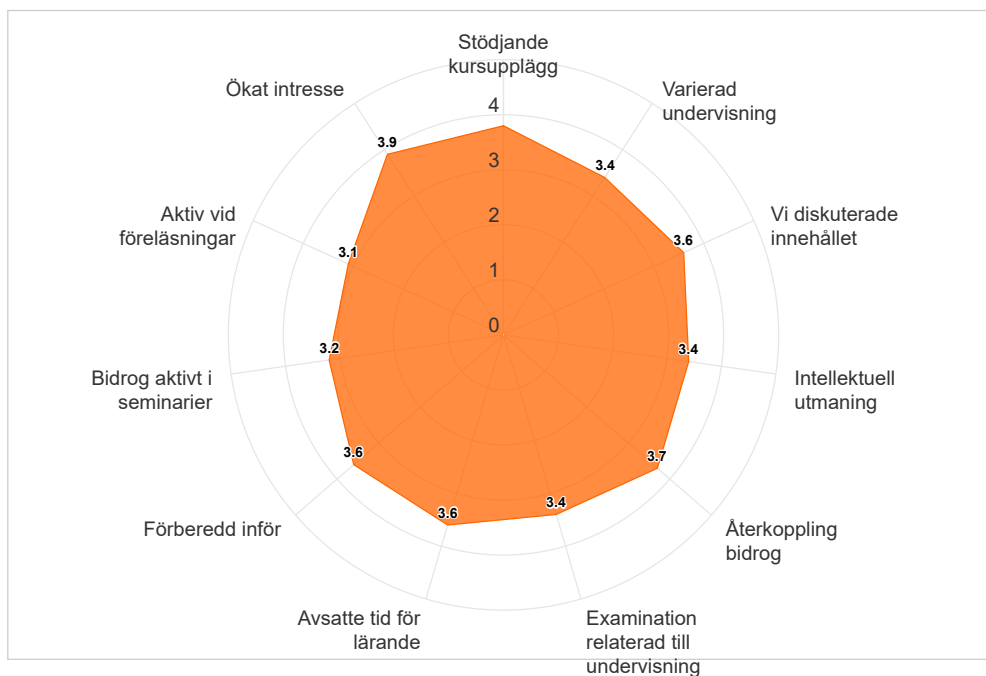 Stödjande
kursupplägg
Ökat intresse
Varierad
undervisning
4
3.9
3
3.4
Aktiv vid
föreläsningar
Vi diskuterade
innehållet
2
3.6
3.1
1
0
3.2
3.4
Bidrog aktivt i
seminarier
Intellektuell
utmaning
3.6
3.7
3.6
3.4
Förberedd inför
Återkoppling
bidrog
Avsatte tid för
lärande
Examination
relaterad till
undervisning